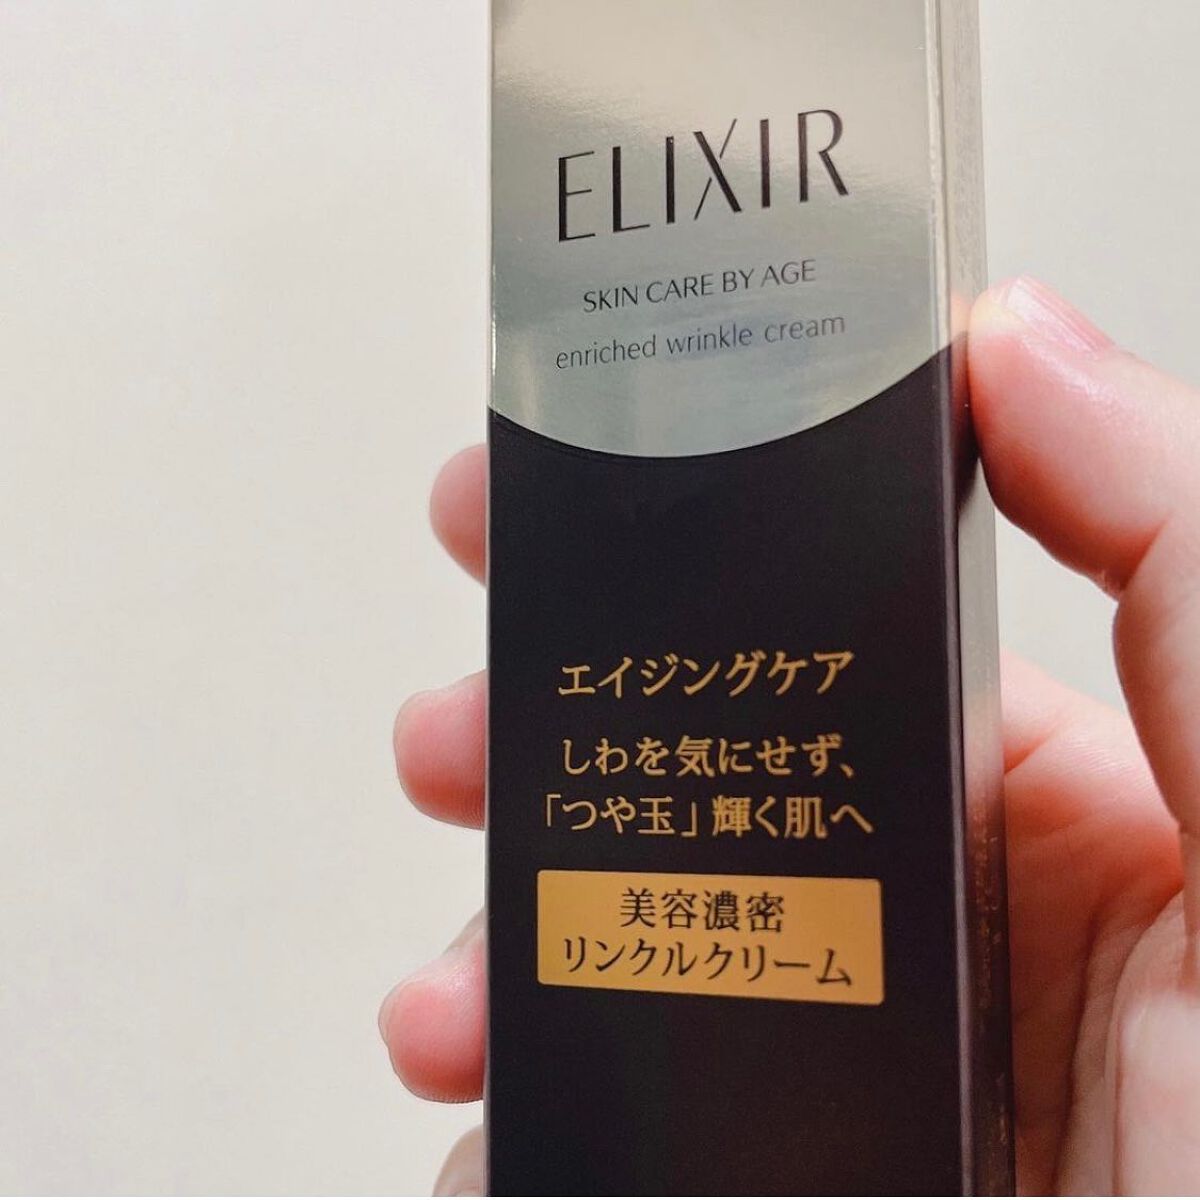 ELIXIR
SKIN CARE BY AGE
enriched wrinkle cream
エイジングケア
しわを気にせず、
「つや玉」輝く肌へ
美容濃密
リンクルクリーム